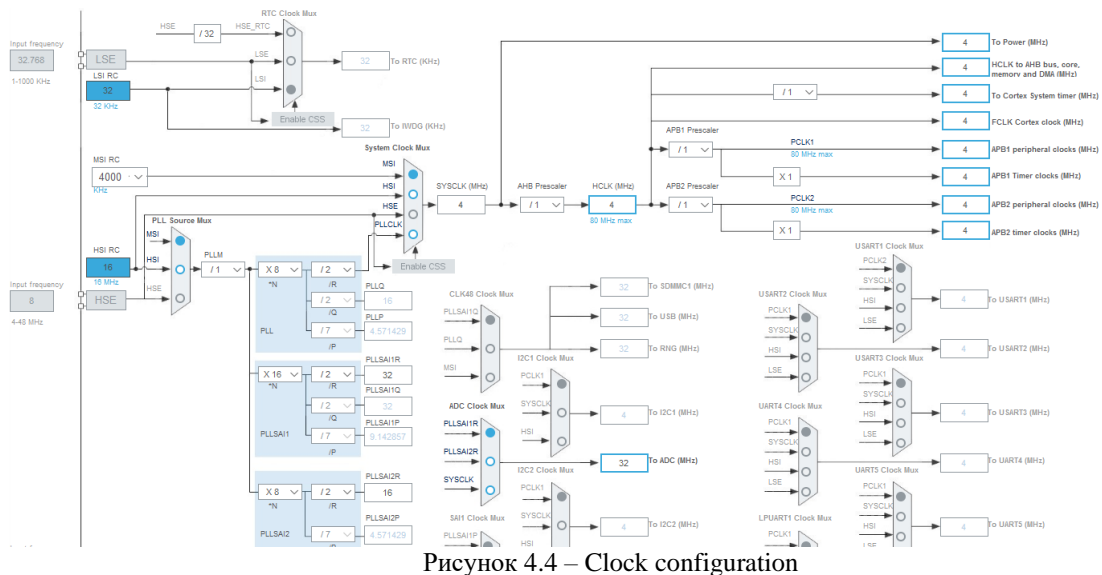 RTC Clock Mux
HSE
/ 32
HSE_RTC
Input frequency
32.768
1-1000 KHz
LSE
LSE
LSI RC
32
32 KHz
LSI
32
To RTC (KHz)
Enable CSS
32
To IWDG (KHz)
System Clock Mux
MSI RC
4000
KHz
MSI
HSI
HSE
PLLCLK
Enable CSS
SYSCLK (MHz)
4
AHB Prescaler
/ 1
HCLK (MHz)
4
80 MHz max
4
To Power (MHz)
4
HCLK to AHB bus, core,
memory and DMA (MHz)
/ 1
4
To Cortex System timer (MHz)
4
FCLK Cortex clock (MHz)
APB1 Prescaler
/ 1
PCLK1
80 MHz max
4
APB1 peripheral clocks (MHz)
X 1
4
APB1 Timer clocks (MHz)
APB2 Prescaler
/ 1
PCLK2
80 MHz max
4
APB2 peripheral clocks (MHz)
X 1
4
APB2 timer clocks (MHz)
PLL Source Mux
MSI
HSI
HSE
HSI RC
16
16 MHz
Input frequency
8
4-48 MHz
HSE
PLLM
/ 1
X 8
*N
/ 2
/R
PLLQ
/ 2
16
/Q
PLLP
/ 7
4.571429
/P
PLL
PLLSAI1R
X 16
*N
/ 2
32
/R
PLLSAI1Q
/ 2
32
/Q
PLLSAI1P
/ 7
9.142857
/P
PLLSAI1
PLLSAI2R
X 8
*N
/ 2
16
/R
PLLSAI2P
/ 7
4.571429
PLLSAI2
CLK48 Clock Mux
PLLSAI1Q
PLLQ
MSI
32
To SDMMC1 (MHz)
32
To USB (MHz)
32
To RNG (MHz)
I2C1 Clock Mux
PCLK1
SYSCLK
HSI
4
To I2C1 (MHz)
ADC Clock Mux
PLLSAI1R
PLLSAI2R
SYSCLK
32
To ADC (MHz)
I2C2 Clock Mux
PCLK1
SYSCLK
HSI
4
To I2C2 (MHz)
SAI1 Clock Mux
PLLSAI1P
USART1 Clock Mux
PCLK2
SYSCLK
HSI
LSE
4
To USART1 (MHz)
USART2 Clock Mux
PCLK1
SYSCLK
HSI
LSE
4
To USART2 (MHz)
USART3 Clock Mux
PCLK1
SYSCLK
HSI
LSE
4
To USART3 (MHz)
UART4 Clock Mux
PCLK1
SYSCLK
HSI
LSE
4
To UART4 (MHz)
UART5 Clock Mux
PCLK1
SYSCLK
HSI
4
To UART5 (MHz)
LPUART1 Clock Mux
PCLK1
Рисунок 4.4 – Clock configuration